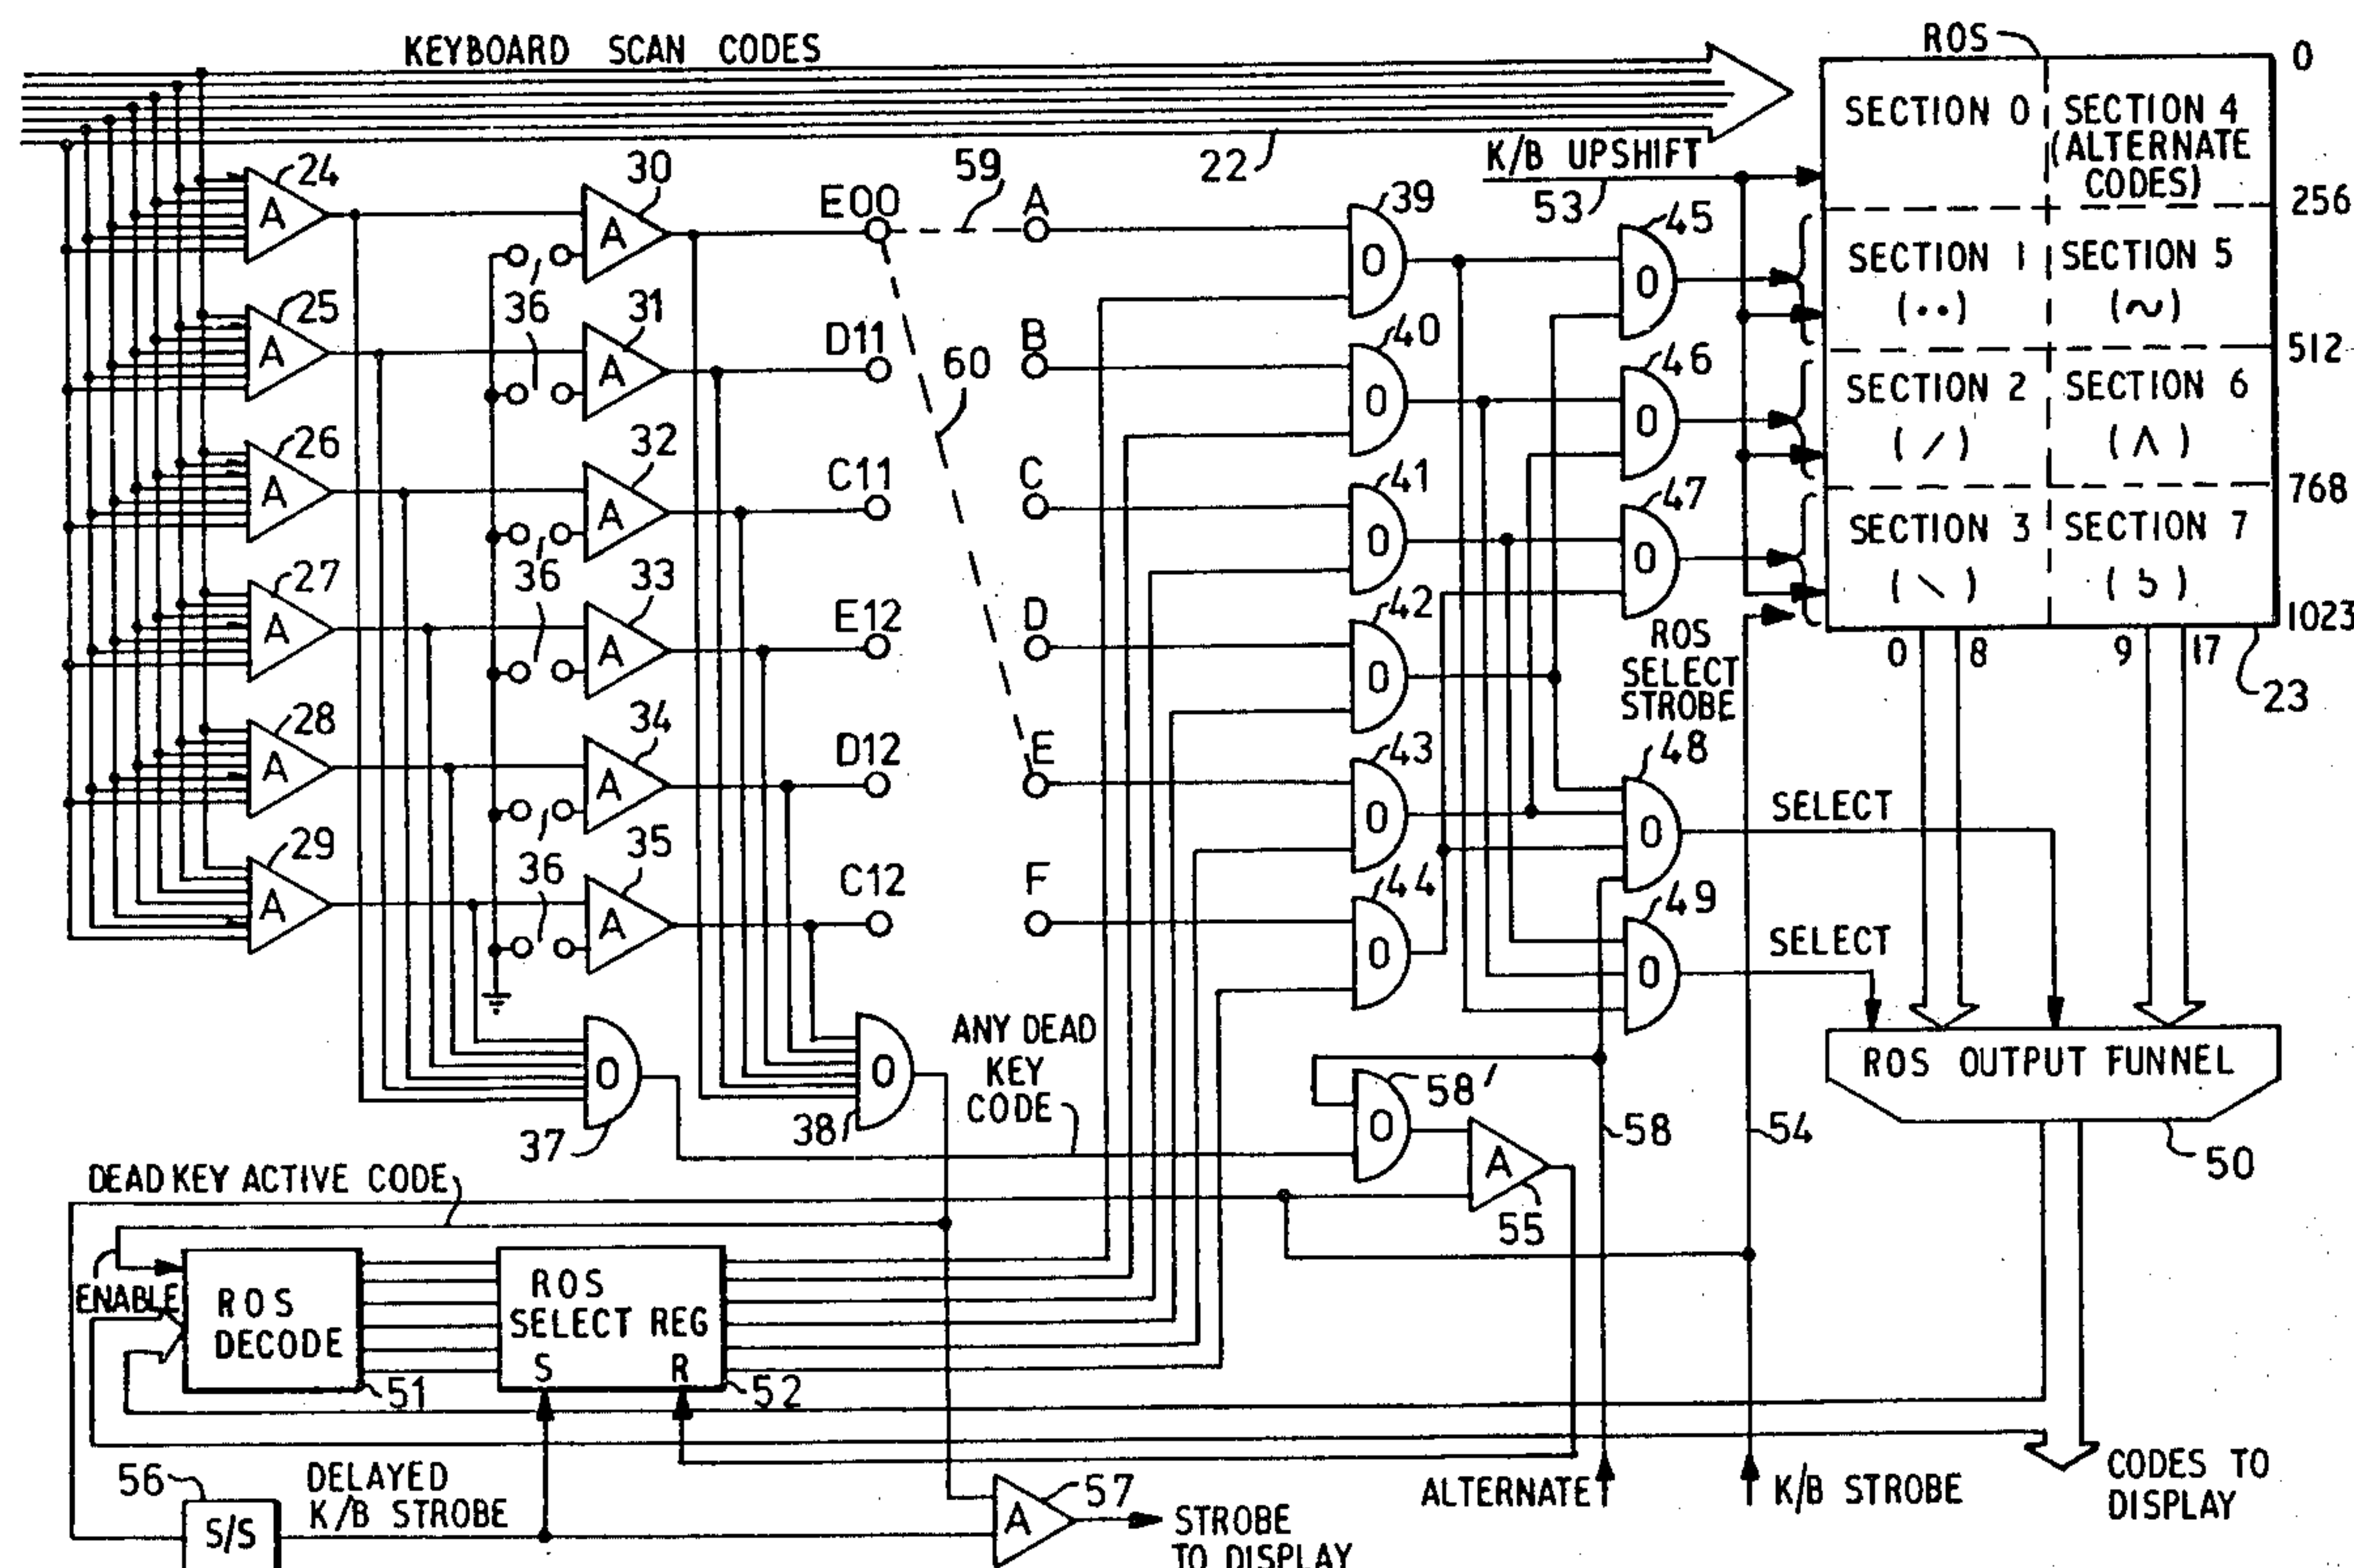 KEYBOARD SCAN CODES
ROS
0
SECTION 0
SECTION 4
(ALTERNATE
CODES)
256
K/B UPSHIFT
53
22
59
24
30
E00
A
39
45
A
A
O
O
SECTION 1
(••)
SECTION 5
(~)
512
36
25
31
D11
B
40
46
A
A
60
O
O
SECTION 2
(/)
SECTION 6
(∧)
768
36
26
32
C11
C
41
47
A
A
O
O
SECTION 3
(\)
SECTION 7
(ʖ)
1023
36
27
33
E12
D
42
A
A
O
ROS
SELECT
STROBE
0
8
9
17
23
28
34
D12
E
43
48
A
A
O
O
SELECT
36
29
35
C12
F
44
49
A
A
O
O
SELECT
36
O
37
O
38
ANY DEAD
KEY
CODE
O
58'
A
55
58
54
ROS OUTPUT FUNNEL
50
DEAD KEY ACTIVE CODE
ENABLE
ROS
DECODE
51
ROS
SELECT REG
S
R
52
56
S/S
DELAYED
K/B STROBE
A
57
STROBE
TO DISPLAY
ALTERNATE
K/B STROBE
CODES TO
DISPLAY